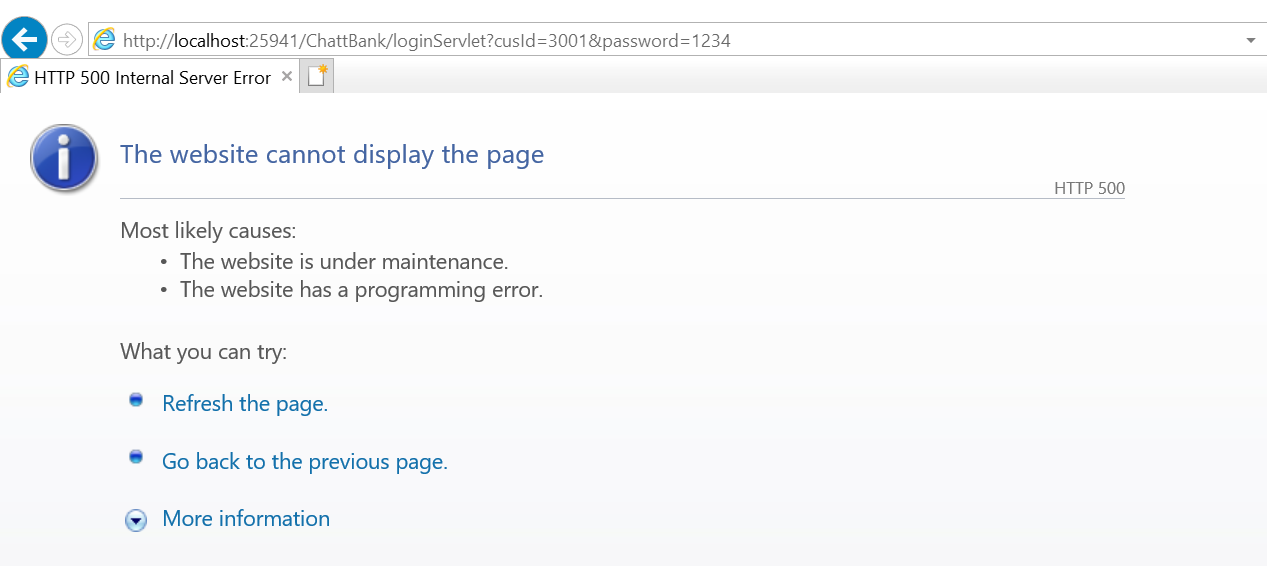 http://localhost:25941/ChattBank/loginServlet?cusId=3001&password=1234
HTTP 500 Internal Server Error
The website cannot display the page
HTTP 500
Most likely causes:
• The website is under maintenance.
• The website has a programming error.
What you can try:
Refresh the page.
Go back to the previous page.
More information